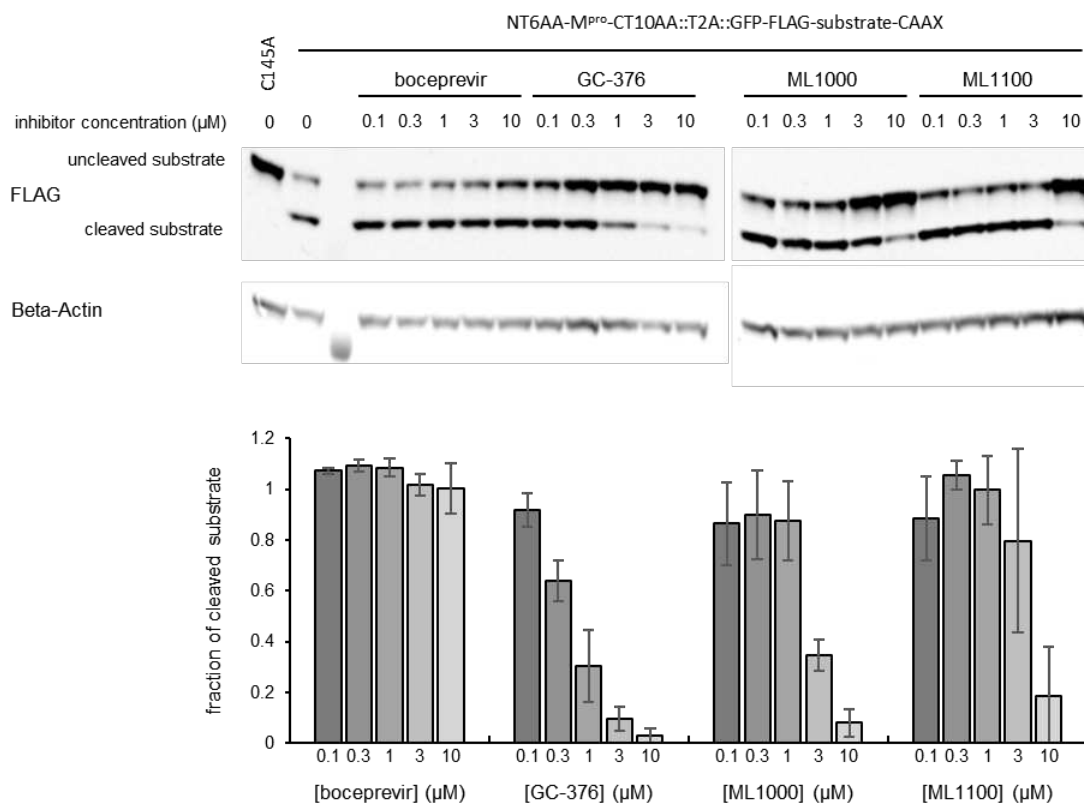 NT6AA-Mᵖʳᵒ-CT10AA::T2A::GFP-FLAG-substrate-CAAX
C145A
boceprevir GC-376 ML1000 ML1100
inhibitor concentration (µM) 0 0 0.1 0.3 1 3 10 0.1 0.3 1 3 10 0.1 0.3 1 3 10 0.1 0.3 1 3 10
uncleaved substrate
FLAG
cleaved substrate
Beta-Actin
fraction of cleaved substrate
1.2
1
0.8
0.6
0.4
0.2
0
0.1 0.3 1 3 10 0.1 0.3 1 3 10 0.1 0.3 1 3 10 0.1 0.3 1 3 10
[boceprevir] (µM) [GC-376] (µM) [ML1000] (µM) [ML1100] (µM)